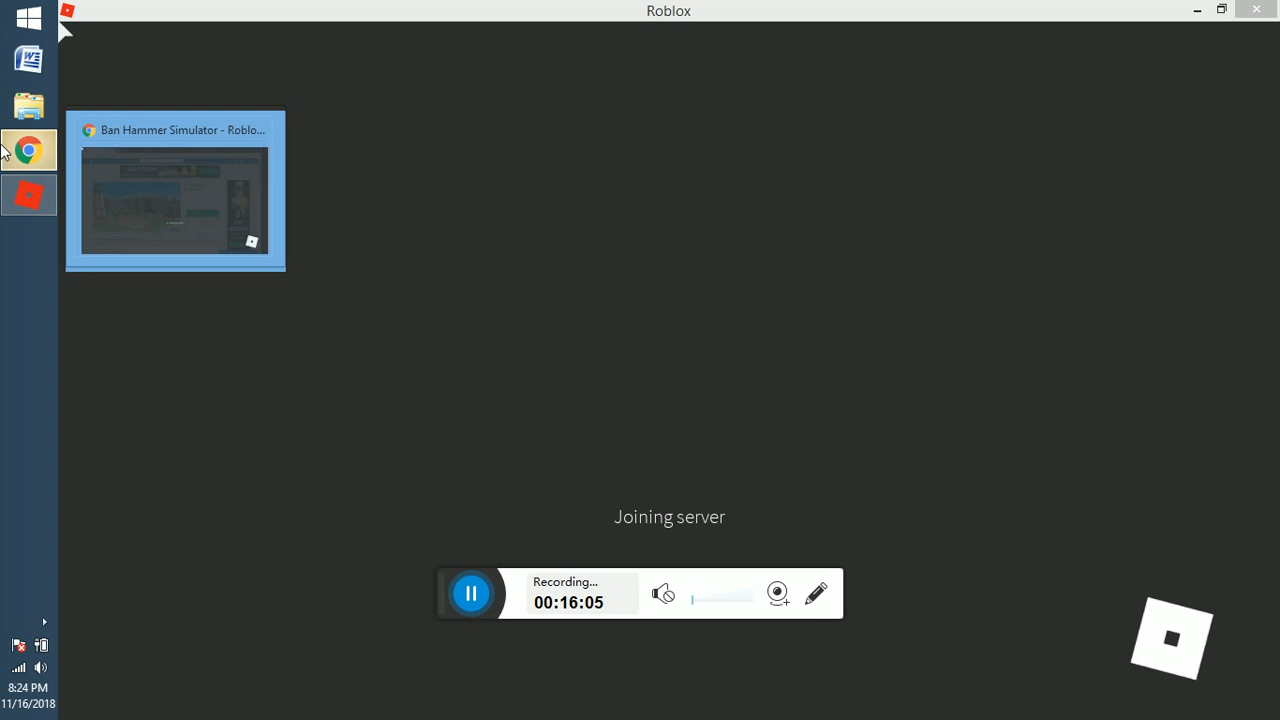 Roblox
Ban Hammer Simulator - Roblo...
Joining server
Recording...
00:16:05
8:24 PM
11/16/2018